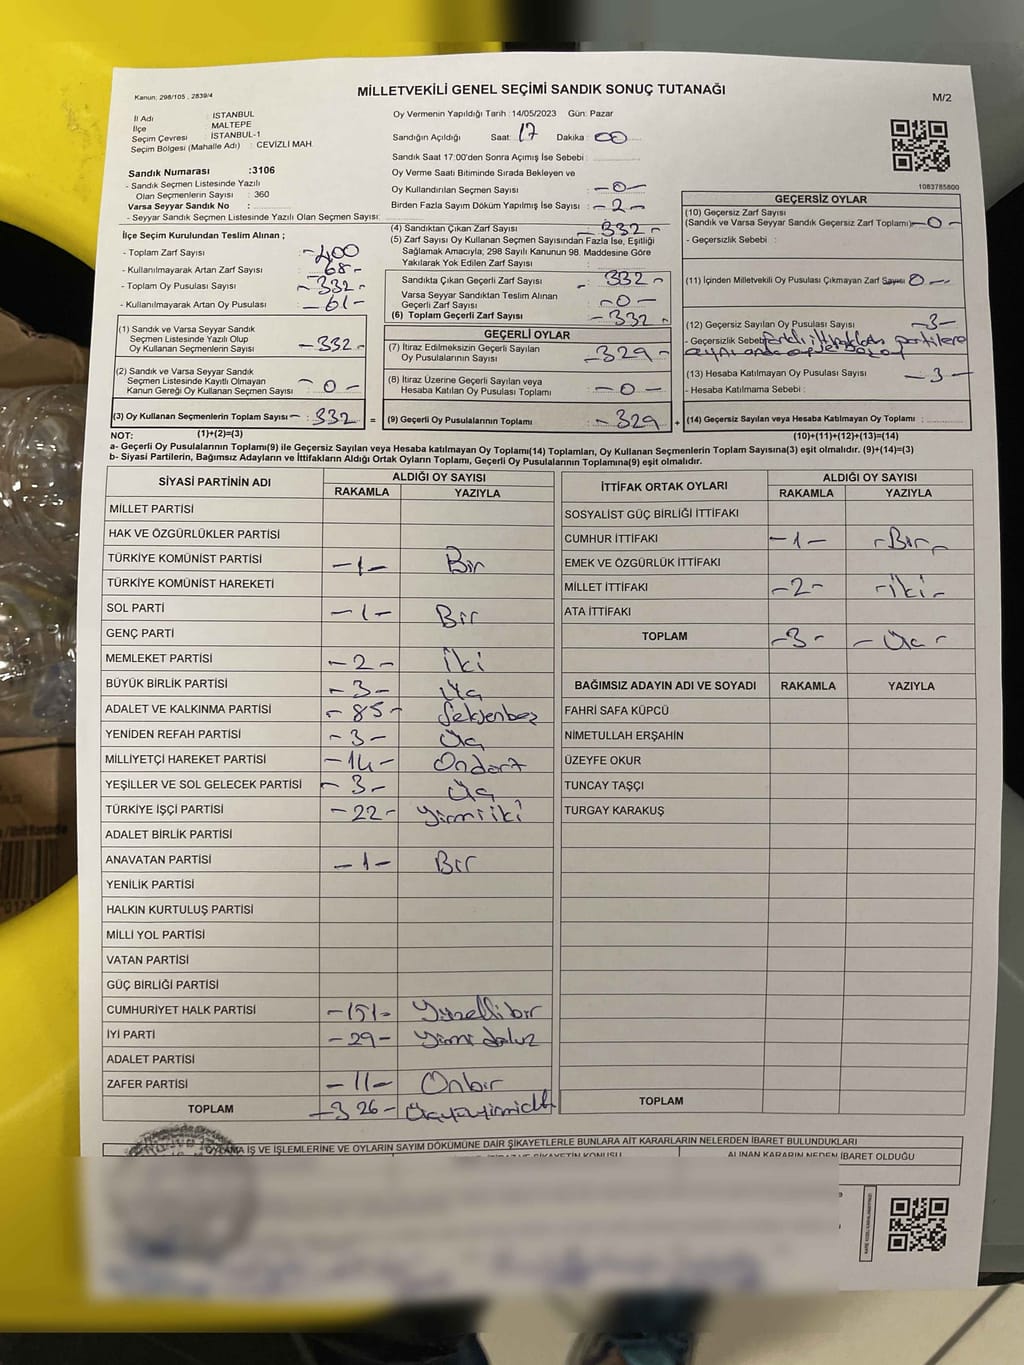 Kanun; 298/105 , 2839/4
MİLLETVEKİLİ GENEL SEÇİMİ SANDIK SONUÇ TUTANAĞI
M/2
İl Adı : İSTANBUL
İlçe : MALTEPE
Seçim Çevresi : İSTANBUL-1
Seçim Bölgesi (Mahalle Adı) : CEVİZLİ MAH.
Sandık Numarası :3106
- Sandık Seçmen Listesinde Yazılı
Olan Seçmenlerin Sayısı : 360
Varsa Seyyar Sandık No :
- Seyyar Sandık Seçmen Listesinde Yazılı Olan Seçmen Sayısı:
Oy Vermenin Yapıldığı Tarih :14/05/2023 Gün: Pazar
Sandığın Açıldığı Saat: 17 Dakika: 00
Sandık Saat 17:00'den Sonra Açımış İse Sebebi :
Oy Verme Saati Bitiminde Sırada Bekleyen ve
Oy Kullandırılan Seçmen Sayısı : -0-
Birden Fazla Sayım Döküm Yapılmış İse Sayısı : -2-
1083785800
İlçe Seçim Kurulundan Teslim Alınan ;
- Toplam Zarf Sayısı : -400
- Kullanılmayarak Artan Zarf Sayısı : -68-
- Toplam Oy Pusulası Sayısı : -332-
- Kullanılmayarak Artan Oy Pusulası : -61-
(1) Sandık ve Varsa Seyyar Sandık
Seçmen Listesinde Yazılı Olup
Oy Kullanan Seçmenlerin Sayısı : -332-
(2) Sandık ve Varsa Seyyar Sandık
Seçmen Listesinde Kayıtlı Olmayan
Kanun Gereği Oy Kullanan Seçmen Sayısı : -0-
(3) Oy Kullanan Seçmenlerin Toplam Sayısı : -332
(1)+(2)=(3)
(4) Sandıktan Çıkan Zarf Sayısı : -332-
(5) Zarf Sayısı Oy Kullanan Seçmen Sayısından Fazla İse, Eşitliği
Sağlamak Amacıyla; 298 Sayılı Kanunun 98. Maddesine Göre
Yakılarak Yok Edilen Zarf Sayısı :
Sandıkta Çıkan Geçerli Zarf Sayısı : -332-
Varsa Seyyar Sandıktan Teslim Alınan
Geçerli Zarf Sayısı : -0-
(6) Toplam Geçerli Zarf Sayısı : -332-
GEÇERLİ OYLAR
(7) İtiraz Edilmeksizin Geçerli Sayılan
Oy Pusulalarının Sayısı : -329-
(8) İtiraz Üzerine Geçerli Sayılan veya
Hesaba Katılan Oy Pusulası Toplamı : -0-
= (9) Geçerli Oy Pusulalarının Toplamı : -329
GEÇERSİZ OYLAR
(10) Geçersiz Zarf Sayısı
(Sandık ve Varsa Seyyar Sandık Geçersiz Zarf Toplamı) -0-
- Geçersizlik Sebebi :
(11) İçinden Milletvekili Oy Pusulası Çıkmayan Zarf Sayısı 0-
(12) Geçersiz Sayılan Oy Pusulası Sayısı -3-
- Geçersizlik Sebebi
(13) Hesaba Katılmayan Oy Pusulası Sayısı : -3-
- Hesaba Katılmama Sebebi :
+ (14) Geçersiz Sayılan veya Hesaba Katılmayan Oy Toplamı :
(10)+(11)+(12)+(13)=(14)
NOT:
a- Geçerli Oy Pusulalarının Toplamı(9) ile Geçersiz Sayılan veya Hesaba katılmayan Oy Toplamı(14) Toplamları, Oy Kullanan Seçmenlerin Toplam Sayısına(3) eşit olmalıdır. (9)+(14)=(3)
b- Siyasi Partilerin, Bağımsız Adayların ve İttifakların Aldığı Ortak Oyların Toplamı, Geçerli Oy Pusulalarının Toplamına(9) eşit olmalıdır.
SİYASİ PARTİNİN ADI ALDIĞI OY SAYISI
RAKAMLA YAZIYLA
MİLLET PARTİSİ
HAK VE ÖZGÜRLÜKLER PARTİSİ
TÜRKİYE KOMÜNİST PARTİSİ -1- Bir
TÜRKİYE KOMÜNİST HAREKETİ
SOL PARTİ -1- Bir
GENÇ PARTİ
MEMLEKET PARTİSİ -2- iki
BÜYÜK BİRLİK PARTİSİ -3- Üç
ADALET VE KALKINMA PARTİSİ -85- Seksenbeş
YENİDEN REFAH PARTİSİ -3- Üç
MİLLİYETÇİ HAREKET PARTİSİ -14- Ondört
YEŞİLLER VE SOL GELECEK PARTİSİ -3- Üç
TÜRKİYE İŞÇİ PARTİSİ -22- Yirmi iki
ADALET BİRLİK PARTİSİ
ANAVATAN PARTİSİ -1- Bir
YENİLİK PARTİSİ
HALKIN KURTULUŞ PARTİSİ
MİLLİ YOL PARTİSİ
VATAN PARTİSİ
GÜÇ BİRLİĞİ PARTİSİ
CUMHURİYET HALK PARTİSİ -151- Yüzellibir
İYİ PARTİ -29- Yirmi dokuz
ADALET PARTİSİ
ZAFER PARTİSİ -11- Onbir
TOPLAM -326- Üçyüzyirmialtı
İTTİFAK ORTAK OYLARI ALDIĞI OY SAYISI
RAKAMLA YAZIYLA
SOSYALİST GÜÇ BİRLİĞİ İTTİFAKI
CUMHUR İTTİFAKI -1- -Bir-
EMEK VE ÖZGÜRLÜK İTTİFAKI
MİLLET İTTİFAKI -2- -iki-
ATA İTTİFAKI
TOPLAM -3- -Üç-
BAĞIMSIZ ADAYIN ADI VE SOYADI RAKAMLA YAZIYLA
FAHRİ SAFA KÜPCÜ
NİMETULLAH ERŞAHİN
ÜZEYFE OKUR
TUNCAY TAŞÇI
TURGAY KARAKUŞ
TOPLAM
OYLAMA İŞ VE İŞLEMLERİNE VE OYLARIN SAYIM DÖKÜMÜNE DAİR ŞİKAYETLERLE BUNLARA AİT KARARLARIN NELERDEN İBARET BULUNDUKLARI
ALINAN KARARIN NEDEN İBARET OLDUĞU